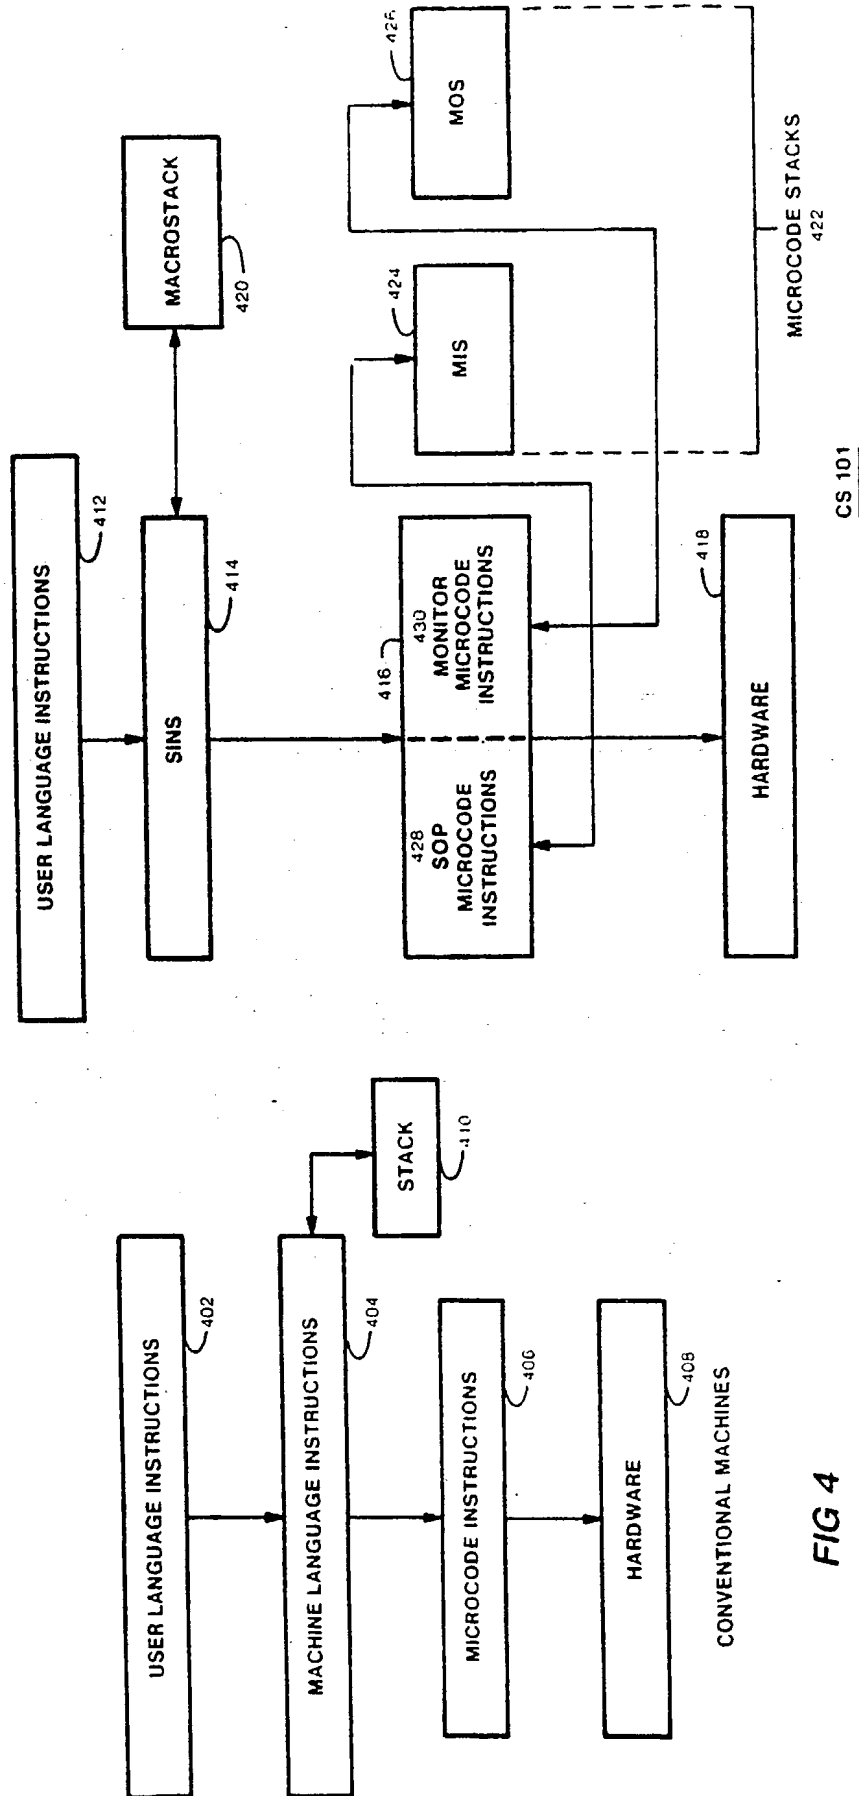 USER LANGUAGE INSTRUCTIONS
402
MACHINE LANGUAGE INSTRUCTIONS
404
STACK
410
MICROCODE INSTRUCTIONS
406
HARDWARE
408
CONVENTIONAL MACHINES
USER LANGUAGE INSTRUCTIONS
412
SINS
414
MACROSTACK
420
416
428
SOP
MICROCODE
INSTRUCTIONS
430
MONITOR
MICROCODE
INSTRUCTIONS
MIS
424
MOS
426
MICROCODE STACKS
422
HARDWARE
418
CS 101
FIG 4